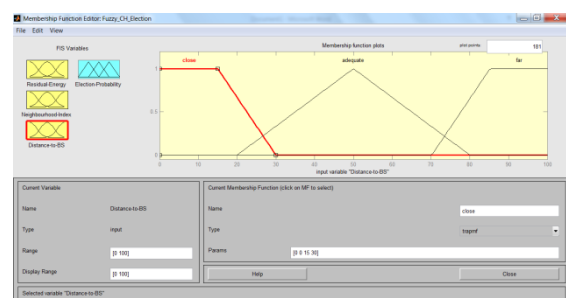 Membership Function Editor: Fuzzy_CH_Election
File Edit View
FIS Variables
Membership function plots
plot points:
181
Residual-Energy
Election-Probability
Neighbourhood-Index
Distance-to-BS
close
adequate
far
1
0.5
0
0 10 20 30 40 50 60 70 80 90 100
input variable "Distance-to-BS"
Current Variable
Current Membership Function (click on MF to select)
Name
Distance-to-BS
Name
close
Type
input
Type
trapmf
Range
[0 100]
Params
[0 0 15 30]
Display Range
[0 100]
Help
Close
Selected variable "Distance-to-BS"